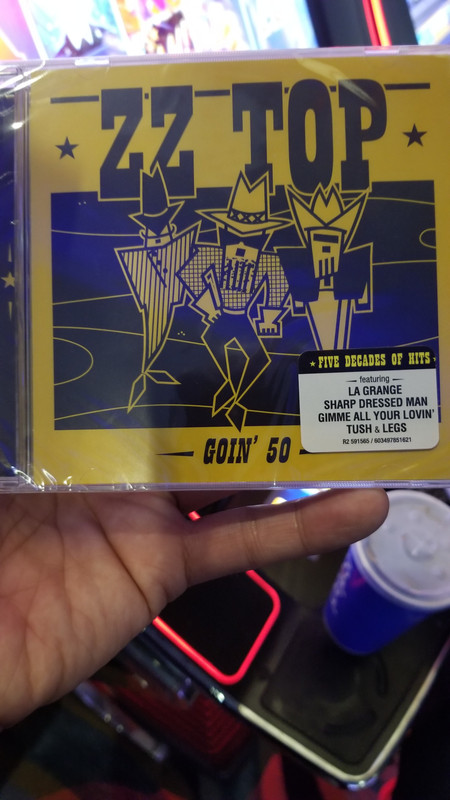 ZZ TOP
FIVE DECADES OF HITS
featuring
LA GRANGE
SHARP DRESSED MAN
GIMME ALL YOUR LOVIN'
TUSH & LEGS
R2 591565 / 603497851621
GOIN' 50